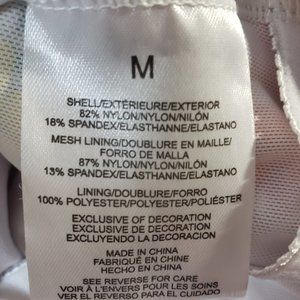 M
SHELL/EXTÉRIEURE/EXTERIOR
82% NYLON/NYLON/NILÓN
18% SPANDEX/ELASTHANNE/ELASTANO
MESH LINING/DOUBLURE EN MAILLE/
FORRO DE MALLA
87% NYLON/NYLON/NILÓN
13% SPANDEX/ELASTHANNE/ELASTANO
LINING/DOUBLURE/FORRO
100% POLYESTER/POLYESTER/POLIÉSTER
EXCLUSIVE OF DECORATION
EXCLUSIVE DE DÉCORATION
EXCLUYENDO LA DECORACIÓN
MADE IN CHINA
FABRIQUÉ EN CHINE
HECHO EN CHINA
SEE REVERSE FOR CARE
VOIR À L'ENVERS POUR LES SOINS
VER EL REVERSO PARA EL CUIDADO